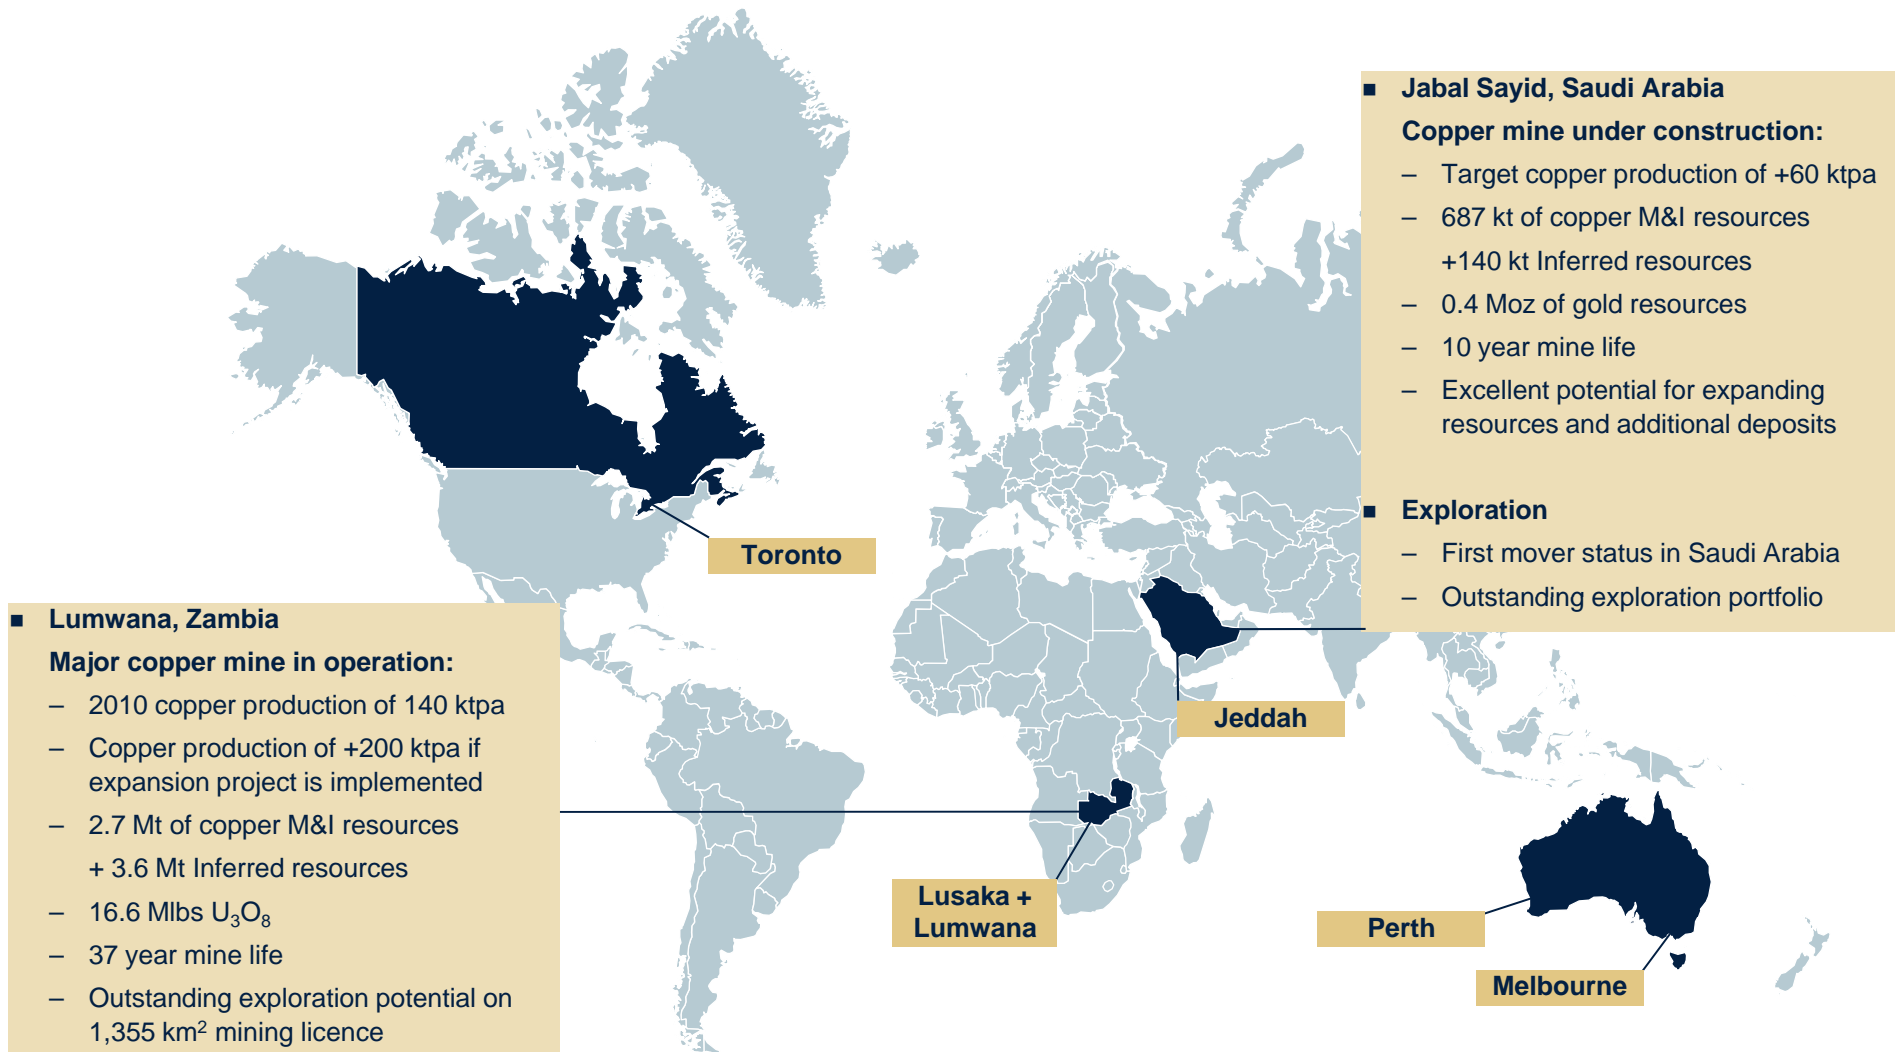 ■ Jabal Sayid, Saudi Arabia
Copper mine under construction:
– Target copper production of +60 ktpa
– 687 kt of copper M&I resources
+140 kt Inferred resources
– 0.4 Moz of gold resources
– 10 year mine life
– Excellent potential for expanding
resources and additional deposits
■ Exploration
– First mover status in Saudi Arabia
– Outstanding exploration portfolio
Toronto
■ Lumwana, Zambia
Major copper mine in operation:
– 2010 copper production of 140 ktpa
– Copper production of +200 ktpa if
expansion project is implemented
– 2.7 Mt of copper M&I resources
+ 3.6 Mt Inferred resources
– 16.6 Mlbs U₃O₈
– 37 year mine life
– Outstanding exploration potential on
1,355 km² mining licence
Jeddah
Lusaka +
Lumwana
Perth
Melbourne